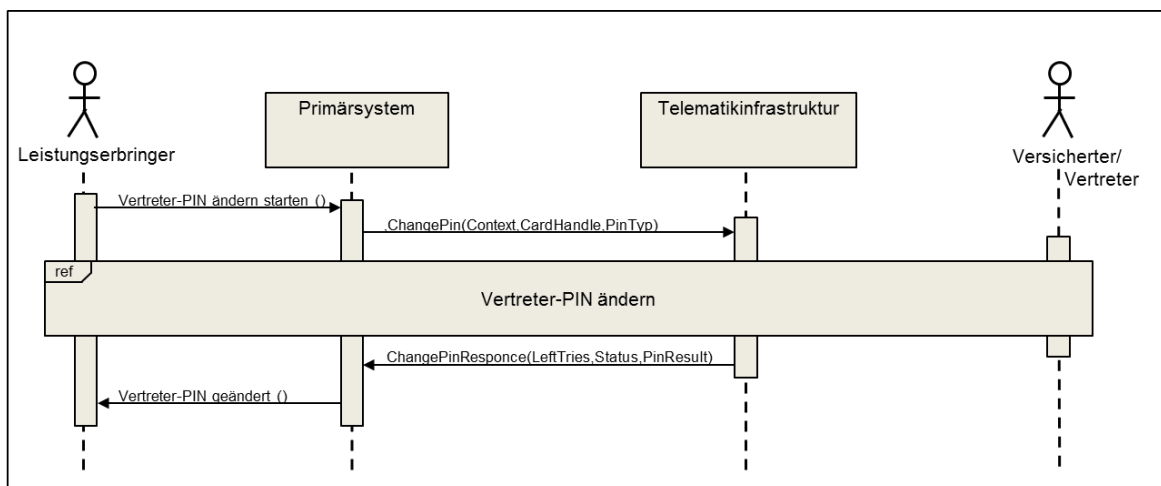 Primärsystem
Telematikinfrastruktur
Leistungserbringer
Versicherter/
Vertreter
Vertreter-PIN ändern starten ()
.ChangePin(Context,CardHandle,PinTyp)
ref
Vertreter-PIN ändern
ChangePinResponce(LeftTries,Status,PinResult)
Vertreter-PIN geändert ()